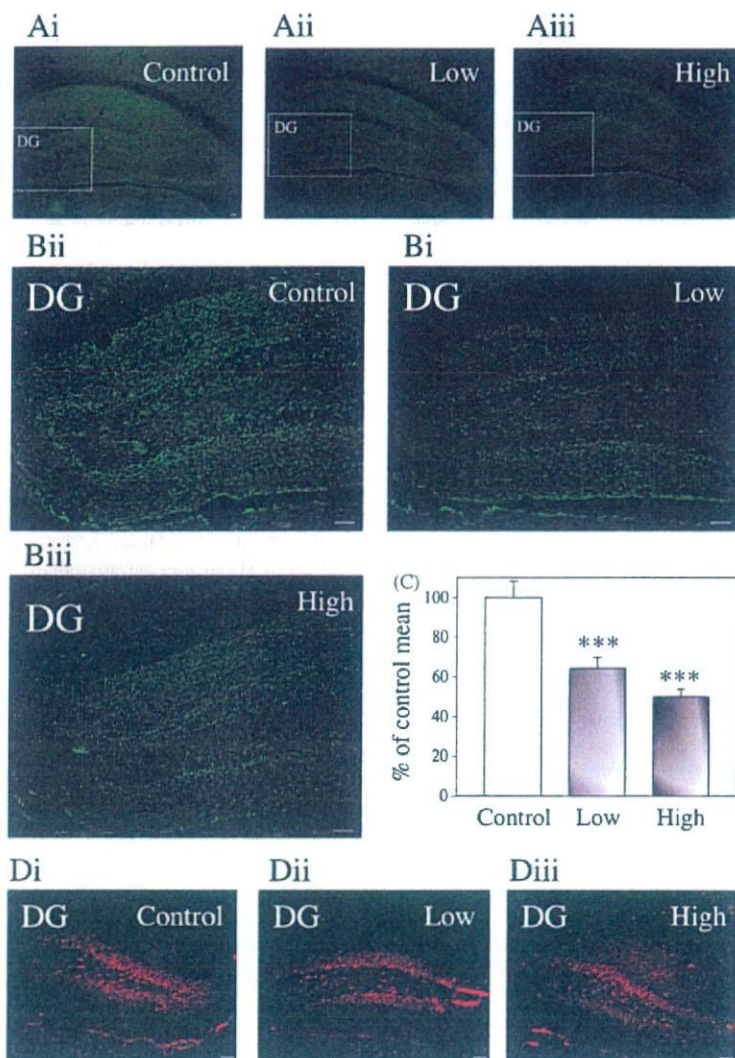 Ai
Aii
Aiii
Control
Low
High
DG
DG
DG
Bii
Bi
DG
Control
DG
Low
Biii
DG
High
(C)
% of control mean
100
80
60
40
20
0
***
***
Control
Low
High
Di
Dii
Diii
DG
Control
DG
Low
DG
High